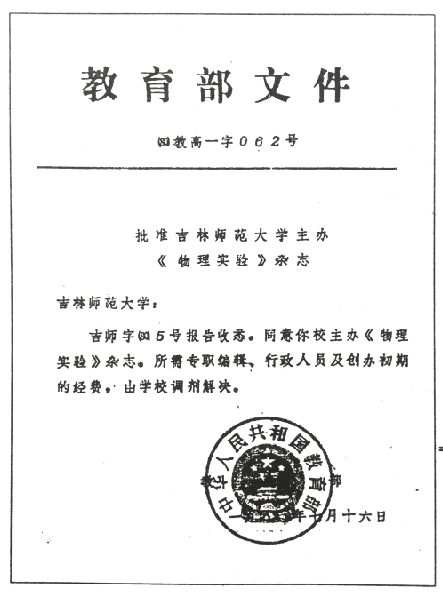 教育部文件
教高一字062号
批准吉林师范大学主办
《物理实验》杂志
吉林师范大学：
吉师字5号报告收悉。同意你校主办《物理
实验》杂志。所需专职编辑、行政人员及创办初期
的经费，由学校调剂解决。
中华人民共和国教育部
年七月十六日